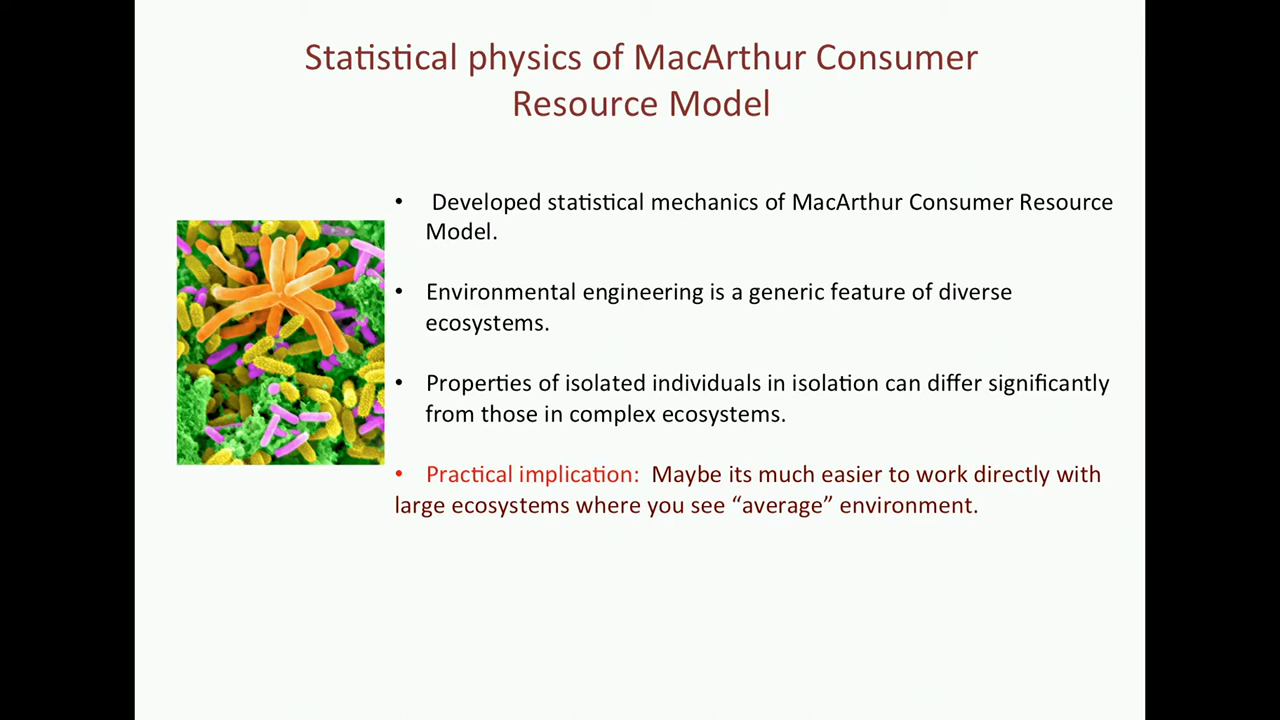 Statistical physics of MacArthur Consumer
Resource Model
• Developed statistical mechanics of MacArthur Consumer Resource
Model.
• Environmental engineering is a generic feature of diverse
ecosystems.
• Properties of isolated individuals in isolation can differ significantly
from those in complex ecosystems.
• Practical implication: Maybe its much easier to work directly with
large ecosystems where you see “average” environment.